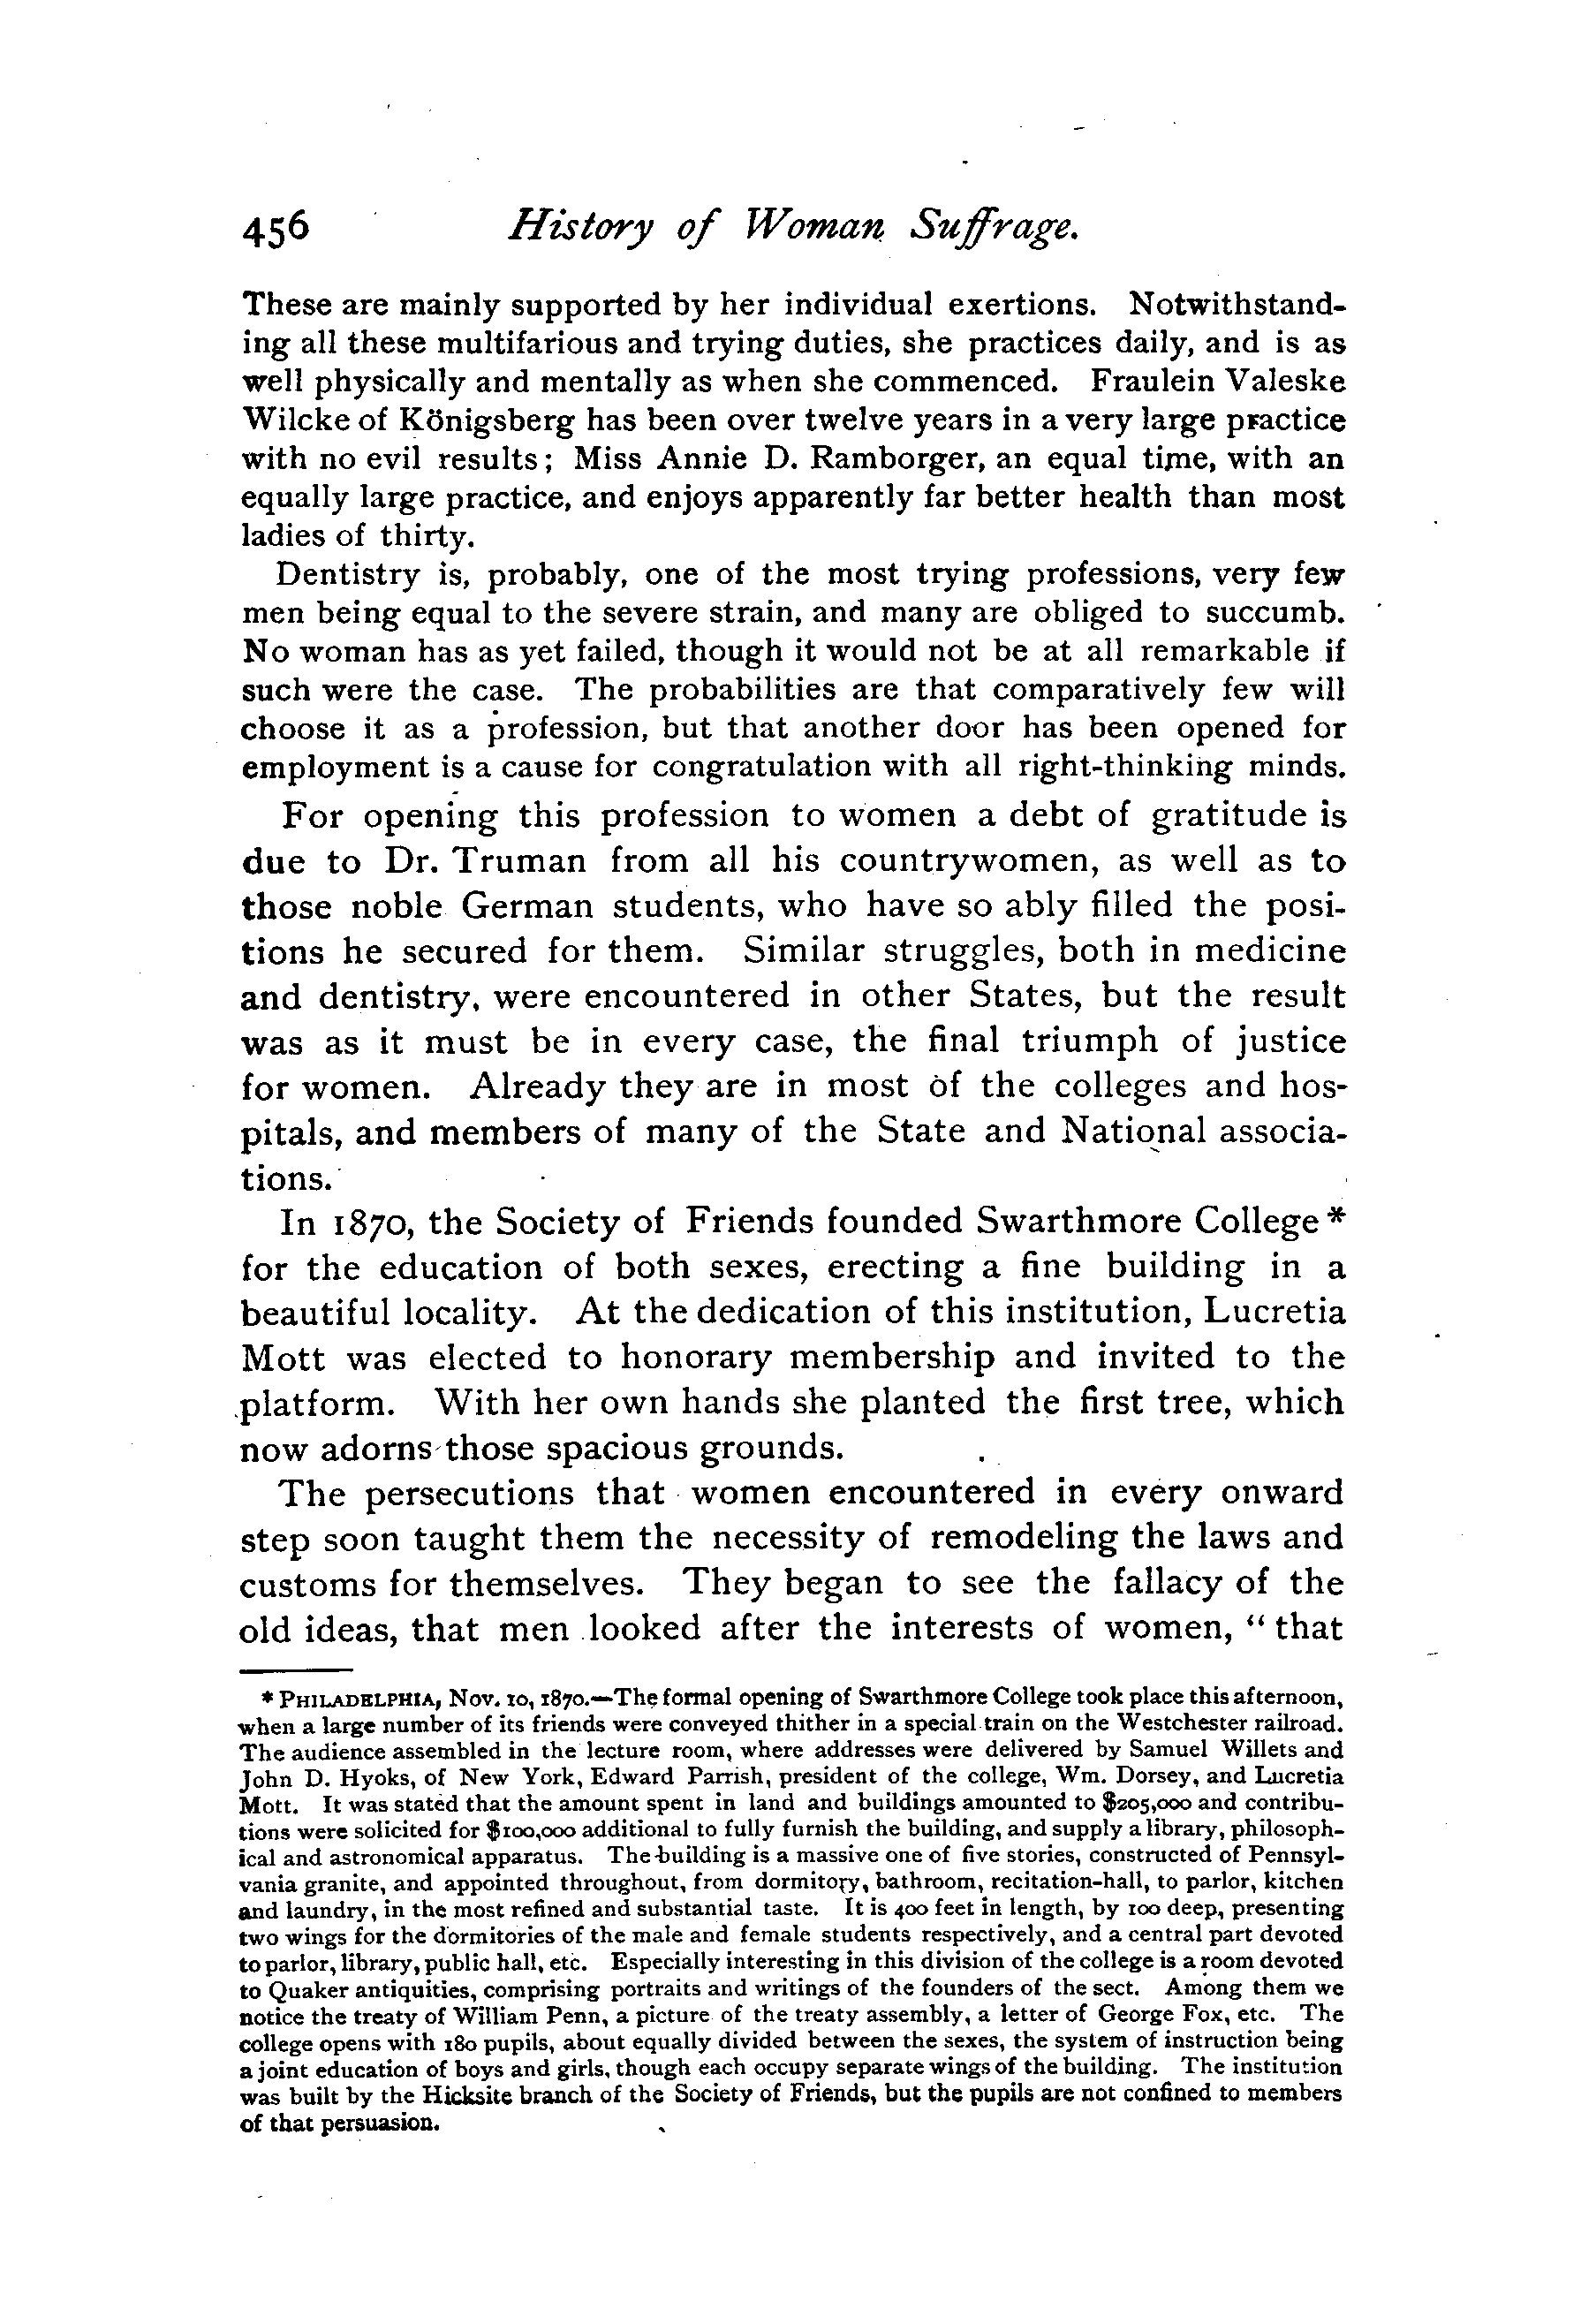 456 History of Woman Suffrage.
These are mainly supported by her individual exertions. Notwithstand-
ing all these multifarious and trying duties, she practices daily, and is as
well physically and mentally as when she commenced. Fraulein Valeske
Wilcke of Königsberg has been over twelve years in a very large practice
with no evil results; Miss Annie D. Ramborger, an equal time, with an
equally large practice, and enjoys apparently far better health than most
ladies of thirty.
Dentistry is, probably, one of the most trying professions, very few
men being equal to the severe strain, and many are obliged to succumb.
No woman has as yet failed, though it would not be at all remarkable if
such were the case. The probabilities are that comparatively few will
choose it as a profession, but that another door has been opened for
employment is a cause for congratulation with all right-thinking minds.
For opening this profession to women a debt of gratitude is
due to Dr. Truman from all his countrywomen, as well as to
those noble German students, who have so ably filled the posi-
tions he secured for them. Similar struggles, both in medicine
and dentistry, were encountered in other States, but the result
was as it must be in every case, the final triumph of justice
for women. Already they are in most of the colleges and hos-
pitals, and members of many of the State and National associa-
tions.
In 1870, the Society of Friends founded Swarthmore College*
for the education of both sexes, erecting a fine building in a
beautiful locality. At the dedication of this institution, Lucretia
Mott was elected to honorary membership and invited to the
platform. With her own hands she planted the first tree, which
now adorns those spacious grounds.
The persecutions that women encountered in every onward
step soon taught them the necessity of remodeling the laws and
customs for themselves. They began to see the fallacy of the
old ideas, that men looked after the interests of women, "that
* PHILADELPHIA, Nov. 10, 1870.—The formal opening of Swarthmore College took place this afternoon,
when a large number of its friends were conveyed thither in a special train on the Westchester railroad.
The audience assembled in the lecture room, where addresses were delivered by Samuel Willets and
John D. Hyoks, of New York, Edward Parrish, president of the college, Wm. Dorsey, and Lucretia
Mott. It was stated that the amount spent in land and buildings amounted to $205,000 and contribu-
tions were solicited for $100,000 additional to fully furnish the building, and supply a library, philosoph-
ical and astronomical apparatus. The building is a massive one of five stories, constructed of Pennsyl-
vania granite, and appointed throughout, from dormitory, bathroom, recitation-hall, to parlor, kitchen
and laundry, in the most refined and substantial taste. It is 400 feet in length, by 100 deep, presenting
two wings for the dormitories of the male and female students respectively, and a central part devoted
to parlor, library, public hall, etc. Especially interesting in this division of the college is a room devoted
to Quaker antiquities, comprising portraits and writings of the founders of the sect. Among them we
notice the treaty of William Penn, a picture of the treaty assembly, a letter of George Fox, etc. The
college opens with 180 pupils, about equally divided between the sexes, the system of instruction being
a joint education of boys and girls, though each occupy separate wings of the building. The institution
was built by the Hicksite branch of the Society of Friends, but the pupils are not confined to members
of that persuasion.